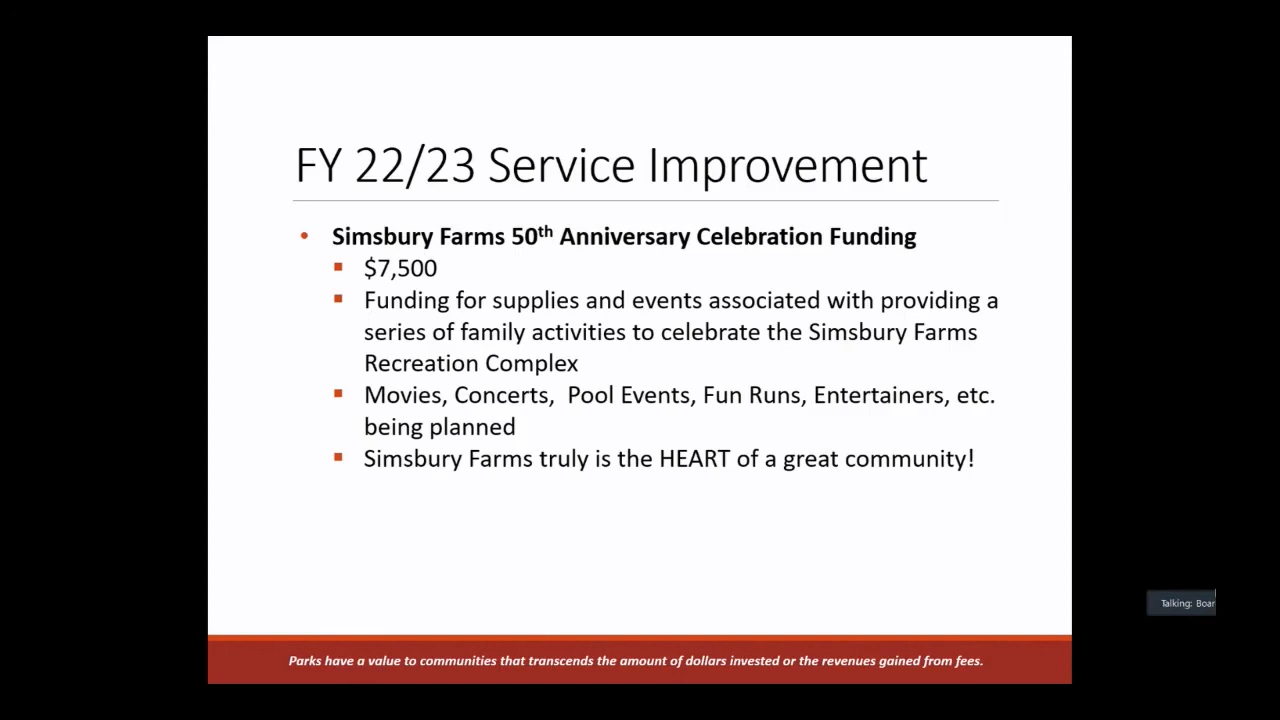 FY 22/23 Service Improvement
• Simsbury Farms 50th Anniversary Celebration Funding
▪ $7,500
▪ Funding for supplies and events associated with providing a
series of family activities to celebrate the Simsbury Farms
Recreation Complex
▪ Movies, Concerts,  Pool Events, Fun Runs, Entertainers, etc.
being planned
▪ Simsbury Farms truly is the HEART of a great community!
Talking: Boar
Parks have a value to communities that transcends the amount of dollars invested or the revenues gained from fees.